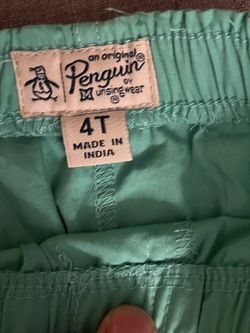 an original
Penguin®
BY
Munsingwear®
4T
MADE IN
INDIA